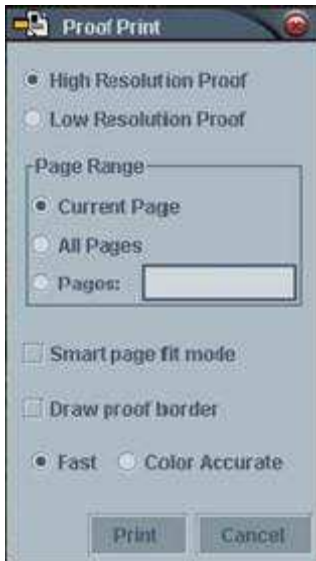 Proof Print
High Resolution Proof
Low Resolution Proof
Page Range
Current Page
All Pages
Pages:
Smart page fit mode
Draw proof border
Fast Color Accurate
Print Cancel